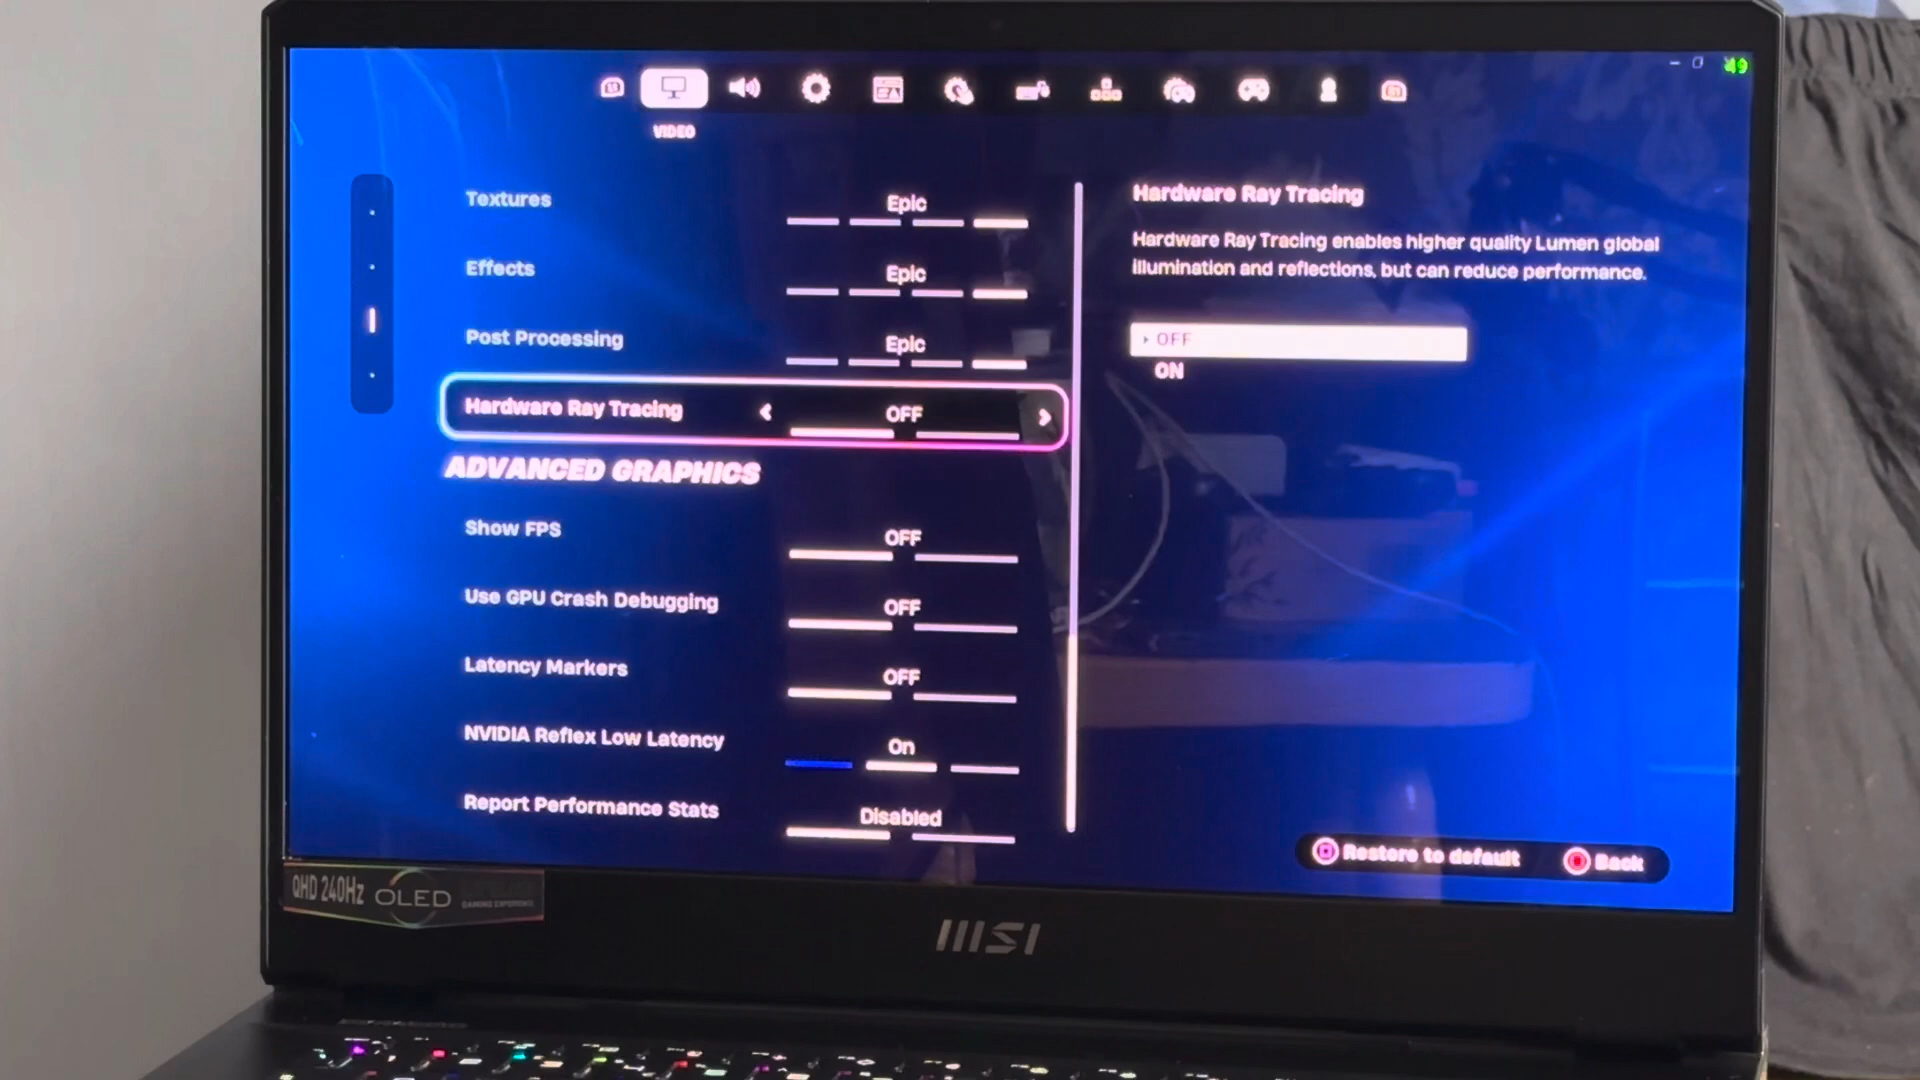 49
VIDEO
Textures
Epic
Effects
Epic
Post Processing
Epic
Hardware Ray Tracing
OFF
ADVANCED GRAPHICS
Show FPS
OFF
Use GPU Crash Debugging
OFF
Latency Markers
OFF
NVIDIA Reflex Low Latency
On
Report Performance Stats
Disabled
Hardware Ray Tracing
Hardware Ray Tracing enables higher quality Lumen global
illumination and reflections, but can reduce performance.
OFF
ON
Restore to default
Back
QHD 240Hz OLED GAMING EXPERIENCE
msi